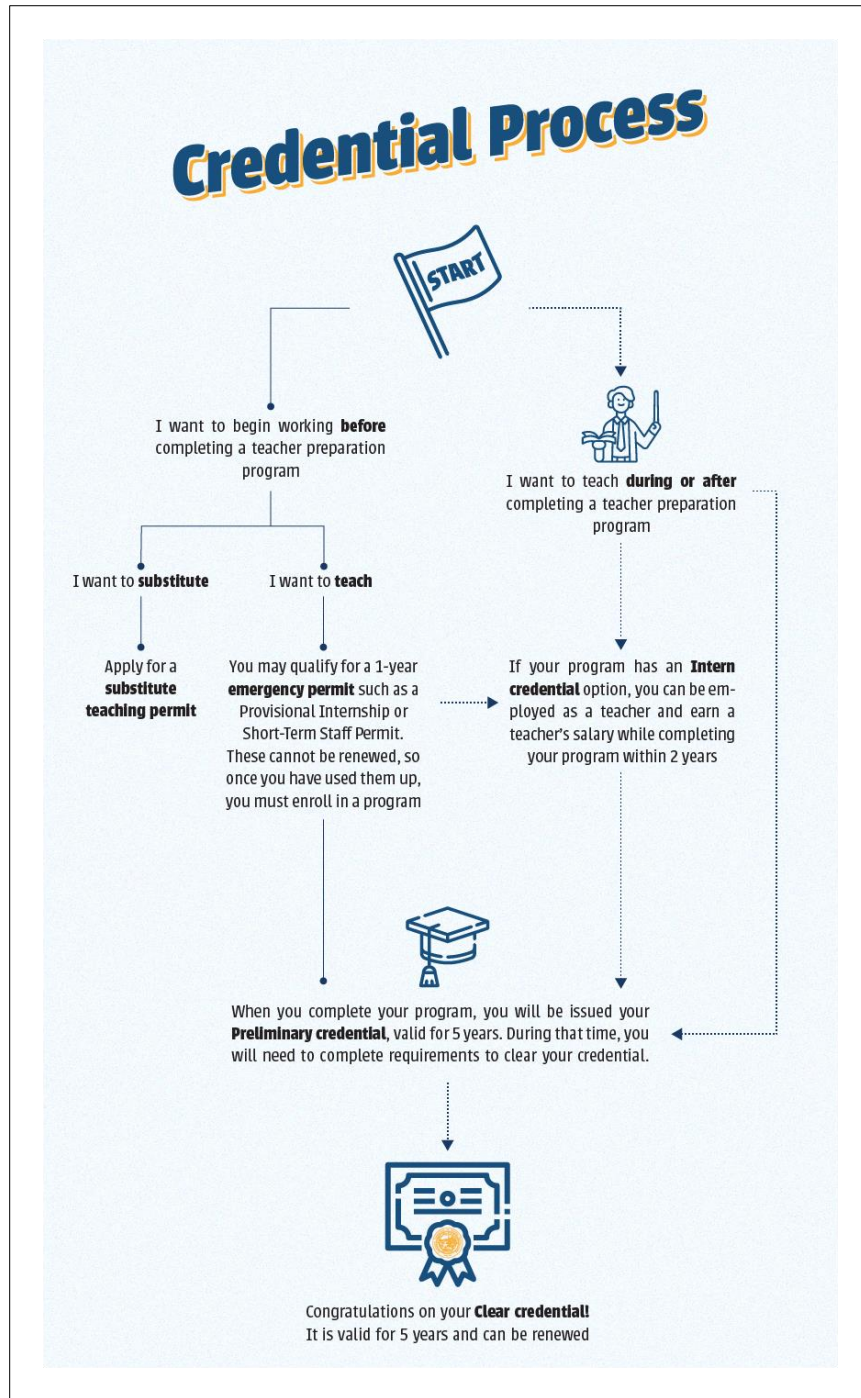 Credential Process
START
I want to begin working before
completing a teacher preparation
program
I want to teach during or after
completing a teacher preparation
program
I want to substitute
I want to teach
Apply for a
substitute
teaching permit
You may qualify for a 1-year
emergency permit such as a
Provisional Internship or
Short-Term Staff Permit.
These cannot be renewed, so
once you have used them up,
you must enroll in a program
If your program has an Intern
credential option, you can be em-
ployed as a teacher and earn a
teacher's salary while completing
your program within 2 years
When you complete your program, you will be issued your
Preliminary credential, valid for 5 years. During that time, you
will need to complete requirements to clear your credential.
Congratulations on your Clear credential!
It is valid for 5 years and can be renewed